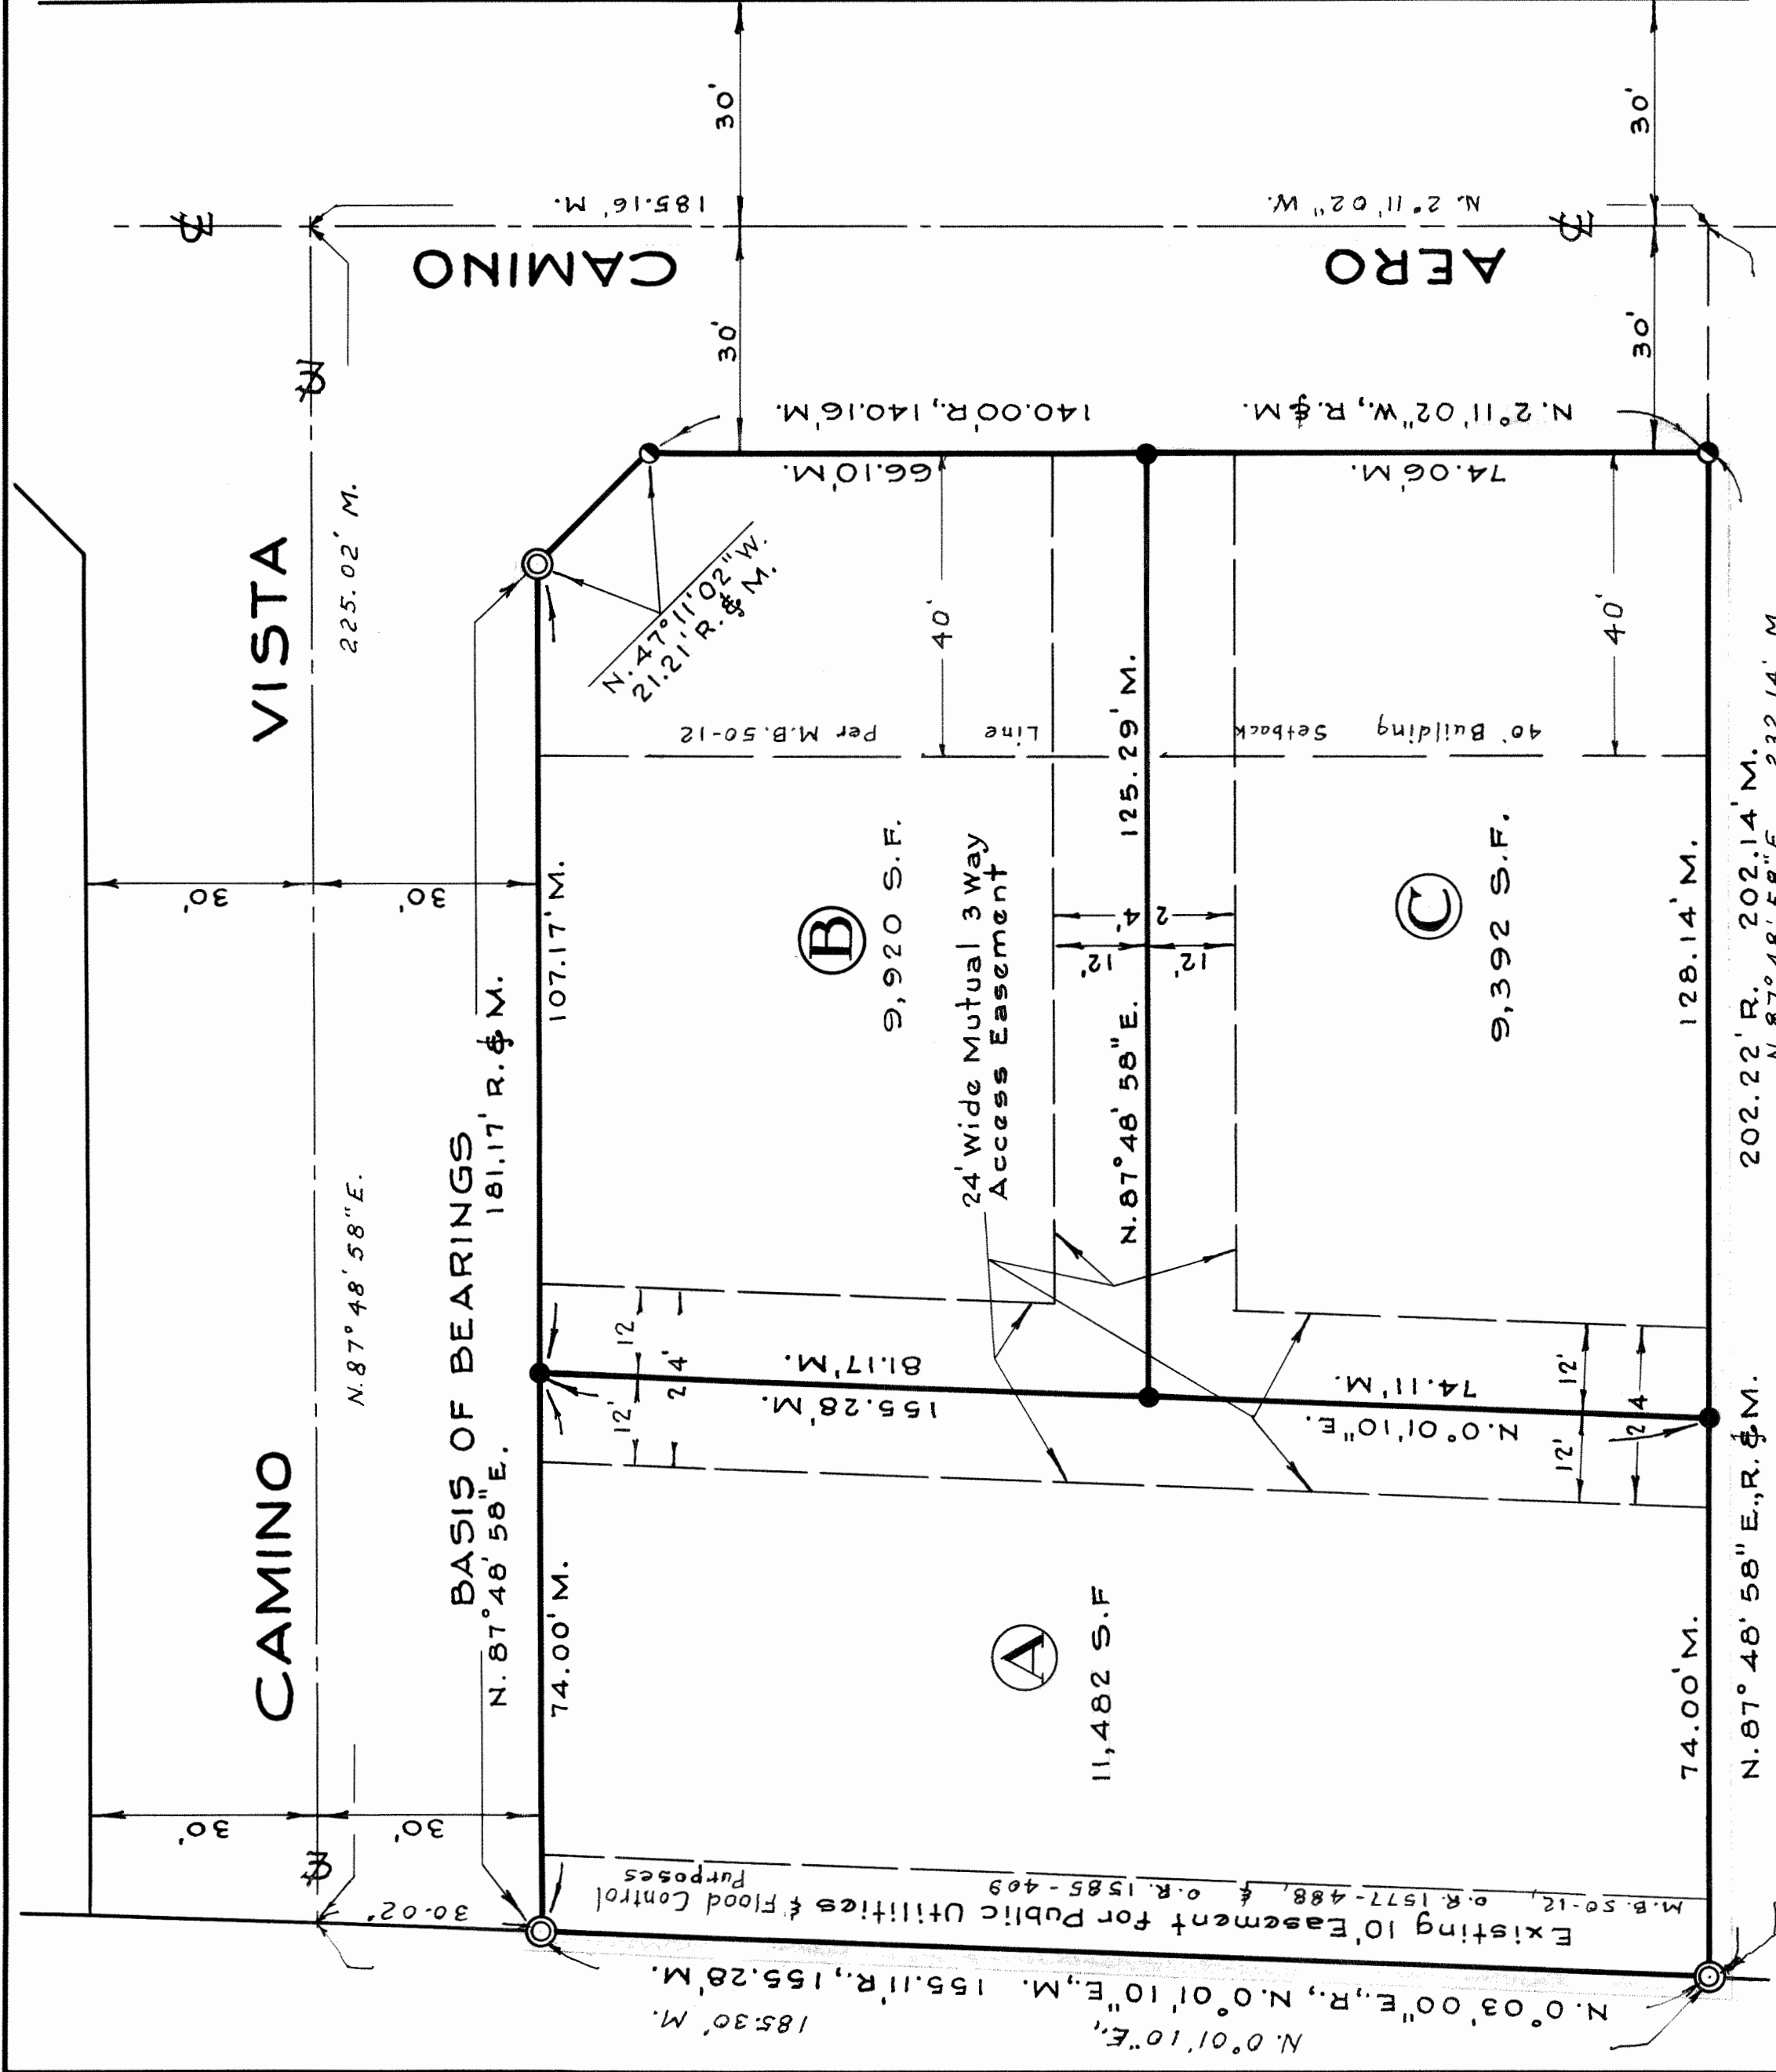 CAMINO VISTA
N. 87° 48' 58" E. 225.02' M.
30'
30'
30'
30'
30.02'
BASIS OF BEARINGS
N. 87° 48' 58" E. 181.17' R. & M.
74.00' M. 107.17' M.
N. 47° 11' 02" W.
21.21' R. & M.
CAMINO AERO
185.16' M. N. 2° 11' 02" W.
30'
30'
30'
30'
140.00' R., 140.16' M. N. 2° 11' 02" W., R. & M.
66.10' M. 74.06' M.
40'
40'
40' Building Setback Line Per M.B. 50-12
B
9,920 S.F.
24' Wide Mutual 3 Way
Access Easement
N. 87° 48' 58" E. 125.29' M.
12'
12'
24'
C
9,392 S.F.
128.14' M.
12'
12
24'
81.17' M. 74.11' M.
155.28' M. N. 0° 01' 10" E.
12'
12'
24
A
11,482 S.F
74.00' M.
Existing 10' Easement for Public Utilities & Flood Control
Purposes
M.B. 50-12, O.R. 1577-488, & O.R. 1585-409
N. 0° 03' 00" E., R., N. 0° 01' 10" E., M. 155.11' R., 155.28' M.
N. 0° 01' 10" E., 185.30' M.
N. 87° 48' 58" E., R. & M. 202.22' R. 202.14' M.
N. 87° 48' 58" E. 232.14' M.